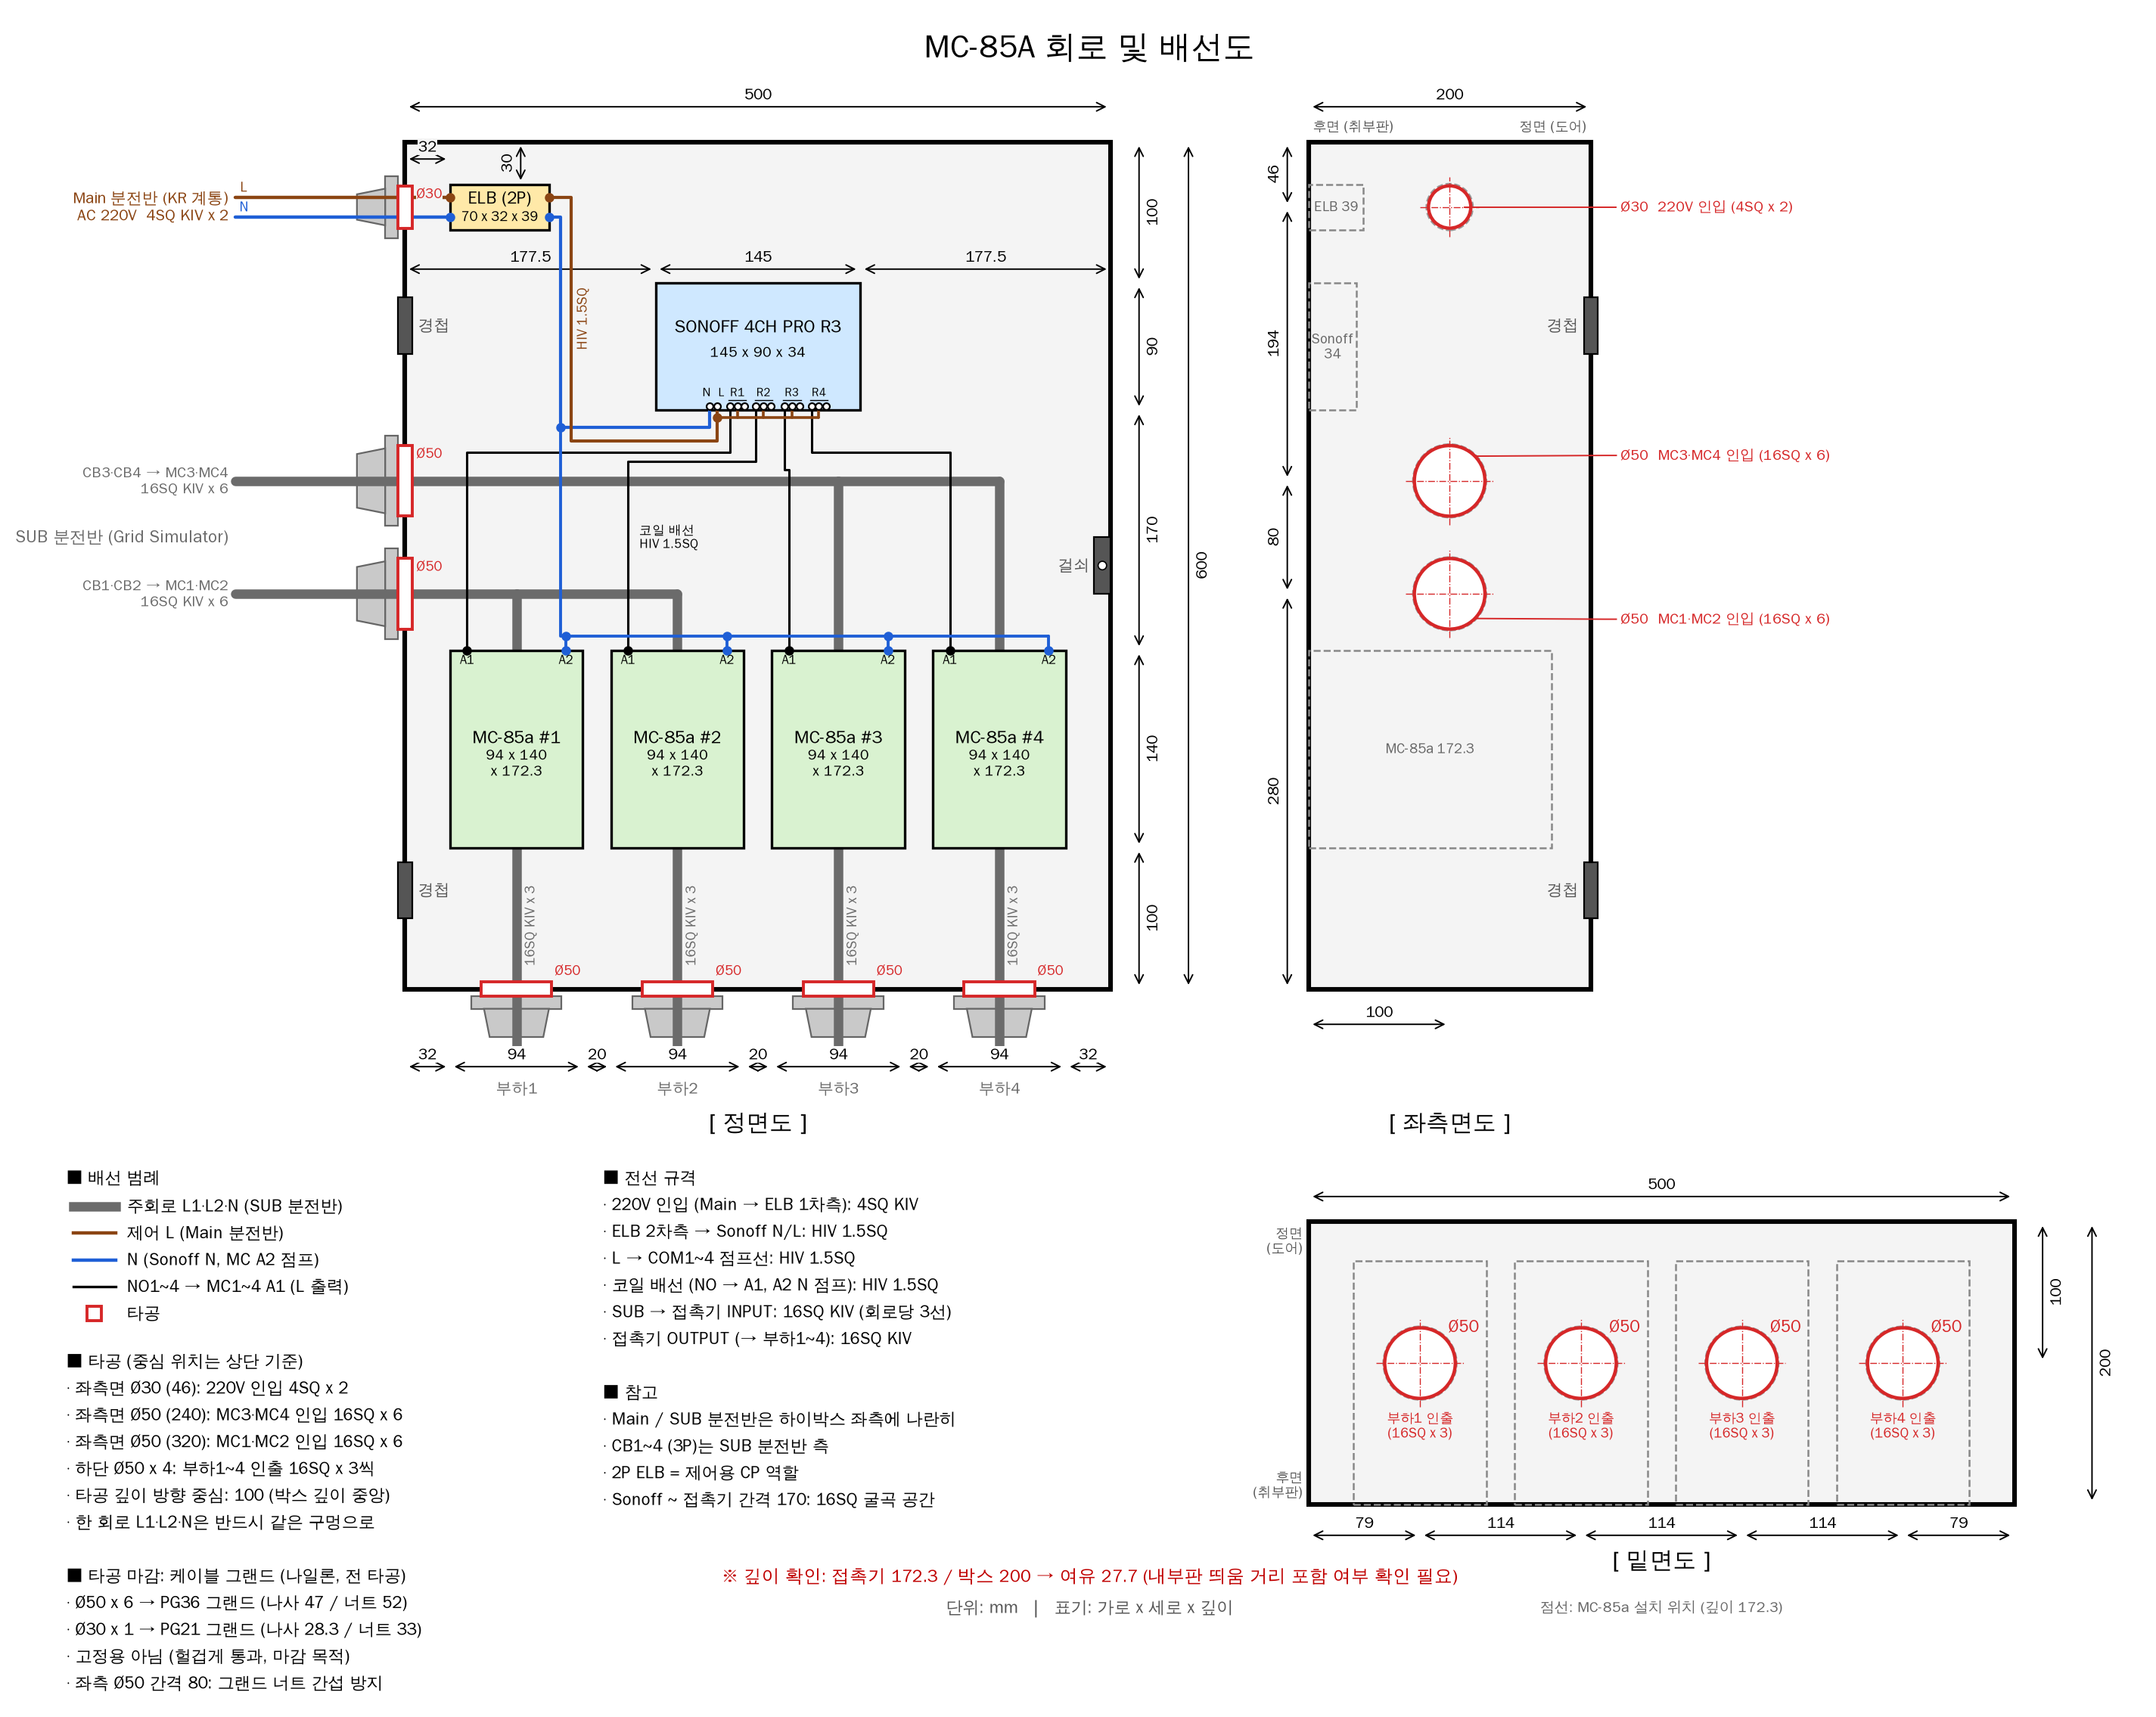 MC-85A 회로 및 배선도
500
200
후면 (취부판)
정면 (도어)
32
30
Ø30
L
N
Main 분전반 (KR 계통)
AC 220V  4SQ KIV x 2
ELB (2P)
70 x 32 x 39
100
46
ELB 39
Ø30  220V 인입 (4SQ x 2)
177.5
145
177.5
HIV 1.5SQ
경첩
SONOFF 4CH PRO R3
145 x 90 x 34
N L R1 R2 R3 R4
90
194
Sonoff
34
경첩
Ø50
CB3·CB4 → MC3·MC4
16SQ KIV x 6
Ø50  MC3·MC4 인입 (16SQ x 6)
SUB 분전반 (Grid Simulator)
코일 배선
HIV 1.5SQ
170
80
걸쇠
600
Ø50
CB1·CB2 → MC1·MC2
16SQ KIV x 6
Ø50  MC1·MC2 인입 (16SQ x 6)
A1 A2 A1 A2 A1 A2 A1 A2
MC-85a #1
94 x 140
x 172.3
MC-85a #2
94 x 140
x 172.3
MC-85a #3
94 x 140
x 172.3
MC-85a #4
94 x 140
x 172.3
140
280
MC-85a 172.3
경첩
경첩
16SQ KIV x 3
16SQ KIV x 3
16SQ KIV x 3
16SQ KIV x 3
100
Ø50 Ø50 Ø50 Ø50
100
32 94 20 94 20 94 20 94 32
부하1 부하2 부하3 부하4
[ 정면도 ]
[ 좌측면도 ]
■ 배선 범례
주회로 L1·L2·N (SUB 분전반)
제어 L (Main 분전반)
N (Sonoff N, MC A2 점프)
NO1~4 → MC1~4 A1 (L 출력)
타공
■ 타공 (중심 위치는 상단 기준)
· 좌측면 Ø30 (46): 220V 인입 4SQ x 2
· 좌측면 Ø50 (240): MC3·MC4 인입 16SQ x 6
· 좌측면 Ø50 (320): MC1·MC2 인입 16SQ x 6
· 하단 Ø50 x 4: 부하1~4 인출 16SQ x 3씩
· 타공 깊이 방향 중심: 100 (박스 깊이 중앙)
· 한 회로 L1·L2·N은 반드시 같은 구멍으로
■ 타공 마감: 케이블 그랜드 (나일론, 전 타공)
· Ø50 x 6 → PG36 그랜드 (나사 47 / 너트 52)
· Ø30 x 1 → PG21 그랜드 (나사 28.3 / 너트 33)
· 고정용 아님 (헐겁게 통과, 마감 목적)
· 좌측 Ø50 간격 80: 그랜드 너트 간섭 방지
■ 전선 규격
· 220V 인입 (Main → ELB 1차측): 4SQ KIV
· ELB 2차측 → Sonoff N/L: HIV 1.5SQ
· L → COM1~4 점프선: HIV 1.5SQ
· 코일 배선 (NO → A1, A2 N 점프): HIV 1.5SQ
· SUB → 접촉기 INPUT: 16SQ KIV (회로당 3선)
· 접촉기 OUTPUT (→ 부하1~4): 16SQ KIV
■ 참고
· Main / SUB 분전반은 하이박스 좌측에 나란히
· CB1~4 (3P)는 SUB 분전반 측
· 2P ELB = 제어용 CP 역할
· Sonoff ~ 접촉기 간격 170: 16SQ 굴곡 공간
500
정면
(도어)
Ø50 Ø50 Ø50 Ø50
100
200
부하1 인출
(16SQ x 3)
부하2 인출
(16SQ x 3)
부하3 인출
(16SQ x 3)
부하4 인출
(16SQ x 3)
후면
(취부판)
79 114 114 114 79
[ 밑면도 ]
※ 깊이 확인: 접촉기 172.3 / 박스 200 → 여유 27.7 (내부판 띄움 거리 포함 여부 확인 필요)
단위: mm  |  표기: 가로 x 세로 x 깊이
점선: MC-85a 설치 위치 (깊이 172.3)